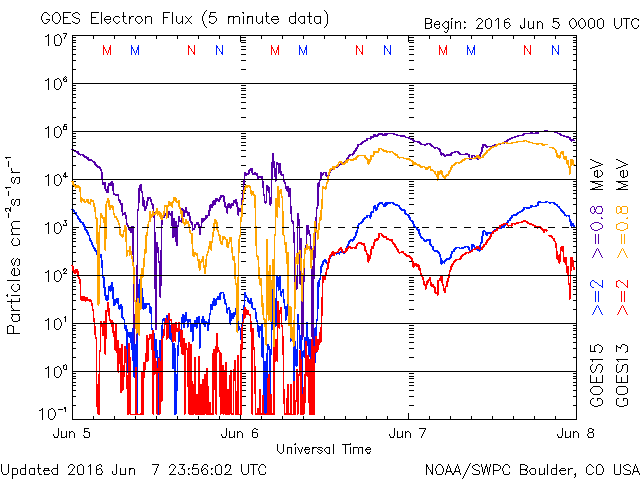 GOES Electron Flux (5 minute data)
Begin: 2016 Jun 5 0000 UTC
M M N N M M N N M M N N
10⁷
10⁶
10⁵
10⁴
10³
10²
10¹
10⁰
10⁻¹
Particles cm⁻²s⁻¹sr⁻¹
Jun 5 Jun 6 Jun 7 Jun 8
Universal Time
GOES15 >=2 >=0.8 MeV
GOES13 >=2 >=0.8 MeV
Updated 2016 Jun 7 23:56:02 UTC
NOAA/SWPC Boulder, CO USA